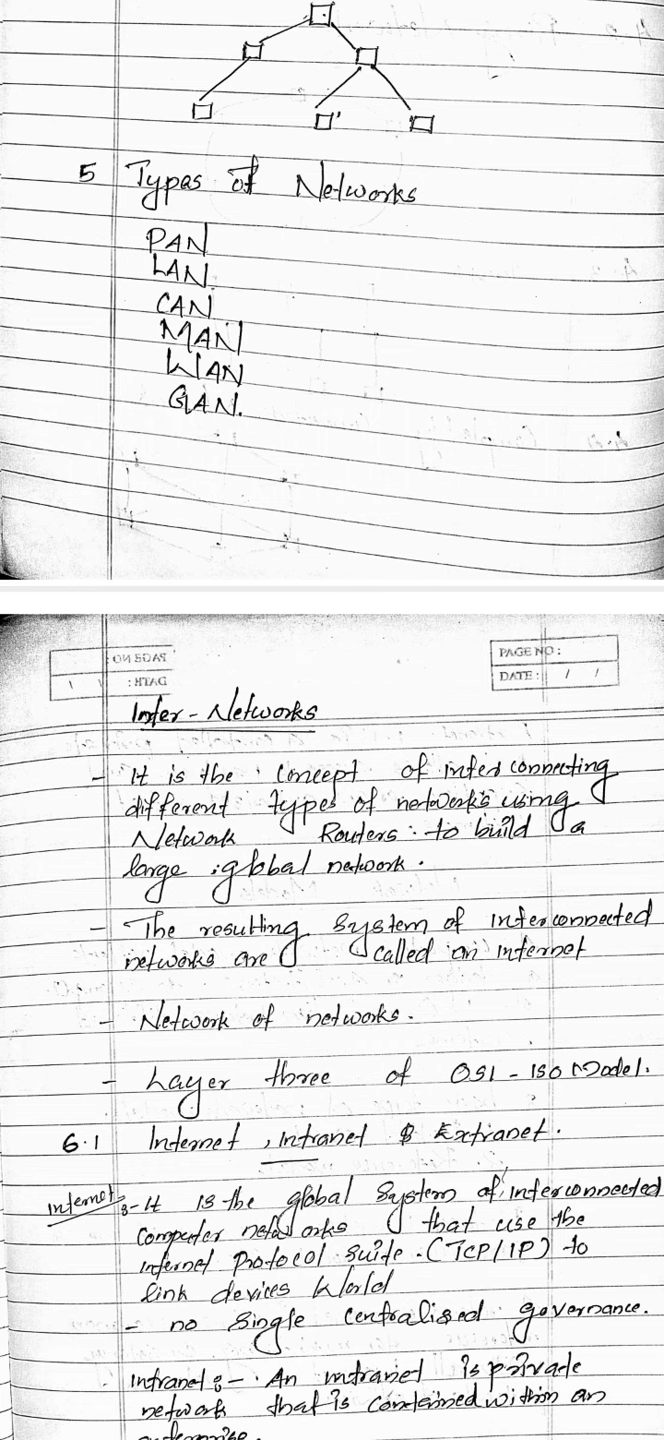 5 Types of Networks
PAN
LAN.
CAN
MAN
WAN
GAN.
PAGE NO:
DATE: / /
Inter-Networks
- It is the concept of interconnecting
different types of networks using
Network Routers to build a
large global network.
- The resulting system of interconnected
networks are called an internet
- Network of networks.
- Layer three of OSI - ISO Model.
6.1 Internet, Intranet & Extranet.
Internet :- It is the global system of interconnected
computer networks that use the
internet protocol suite. (TCP/IP) to
link devices World
- no single centralised governance.
Intranet :- An intranet is private
network that is contained within an
enterprise.